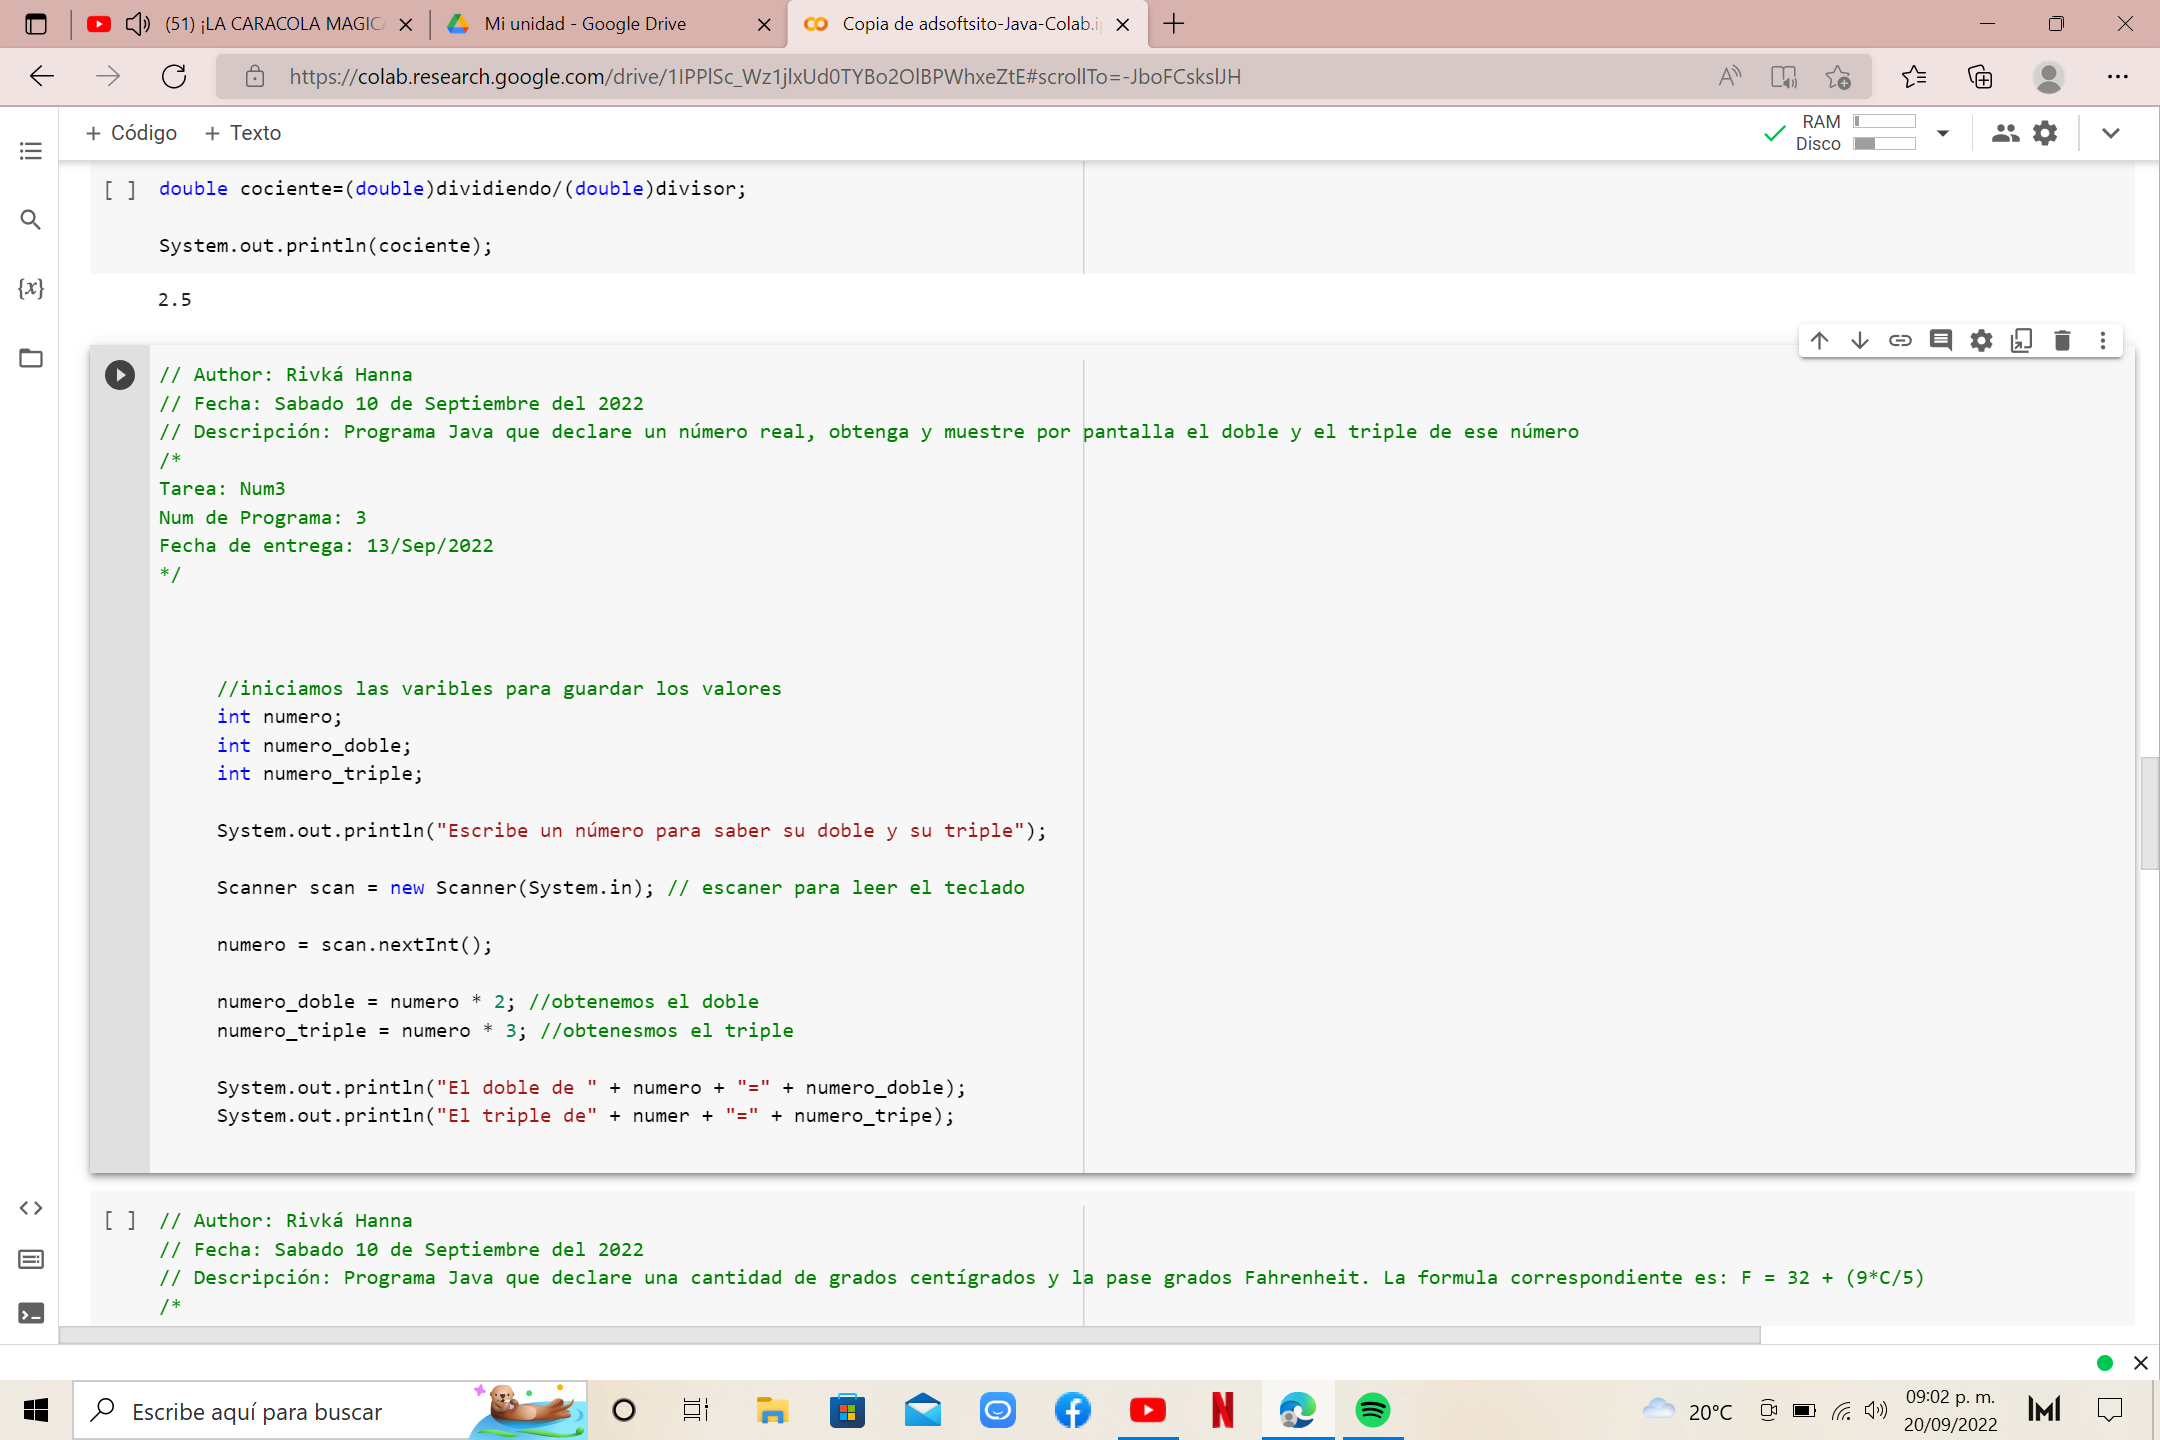 (51) ¡LA CARACOLA MAGICA
Mi unidad - Google Drive
Copia de adsoftsito-Java-Colab.i
https://colab.research.google.com/drive/1IPPlSc_Wz1jlxUd0TYBo2OlBPWhxeZtE#scrollTo=-JboFCskslJH
+ Código + Texto
RAM
Disco
[ ] double cociente=(double)dividiendo/(double)divisor;
System.out.println(cociente);
2.5
// Author: Rivká Hanna
// Fecha: Sabado 10 de Septiembre del 2022
// Descripción: Programa Java que declare un número real, obtenga y muestre por pantalla el doble y el triple de ese número
/*
Tarea: Num3
Num de Programa: 3
Fecha de entrega: 13/Sep/2022
*/
//iniciamos las varibles para guardar los valores
int numero;
int numero_doble;
int numero_triple;
System.out.println("Escribe un número para saber su doble y su triple");
Scanner scan = new Scanner(System.in); // escaner para leer el teclado
numero = scan.nextInt();
numero_doble = numero * 2; //obtenemos el doble
numero_triple = numero * 3; //obtenesmos el triple
System.out.println("El doble de " + numero + "=" + numero_doble);
System.out.println("El triple de" + numer + "=" + numero_tripe);
[ ] // Author: Rivká Hanna
// Fecha: Sabado 10 de Septiembre del 2022
// Descripción: Programa Java que declare una cantidad de grados centígrados y la pase grados Fahrenheit. La formula correspondiente es: F = 32 + (9*C/5)
/*
Escribe aquí para buscar
20°C
09:02 p. m.
20/09/2022